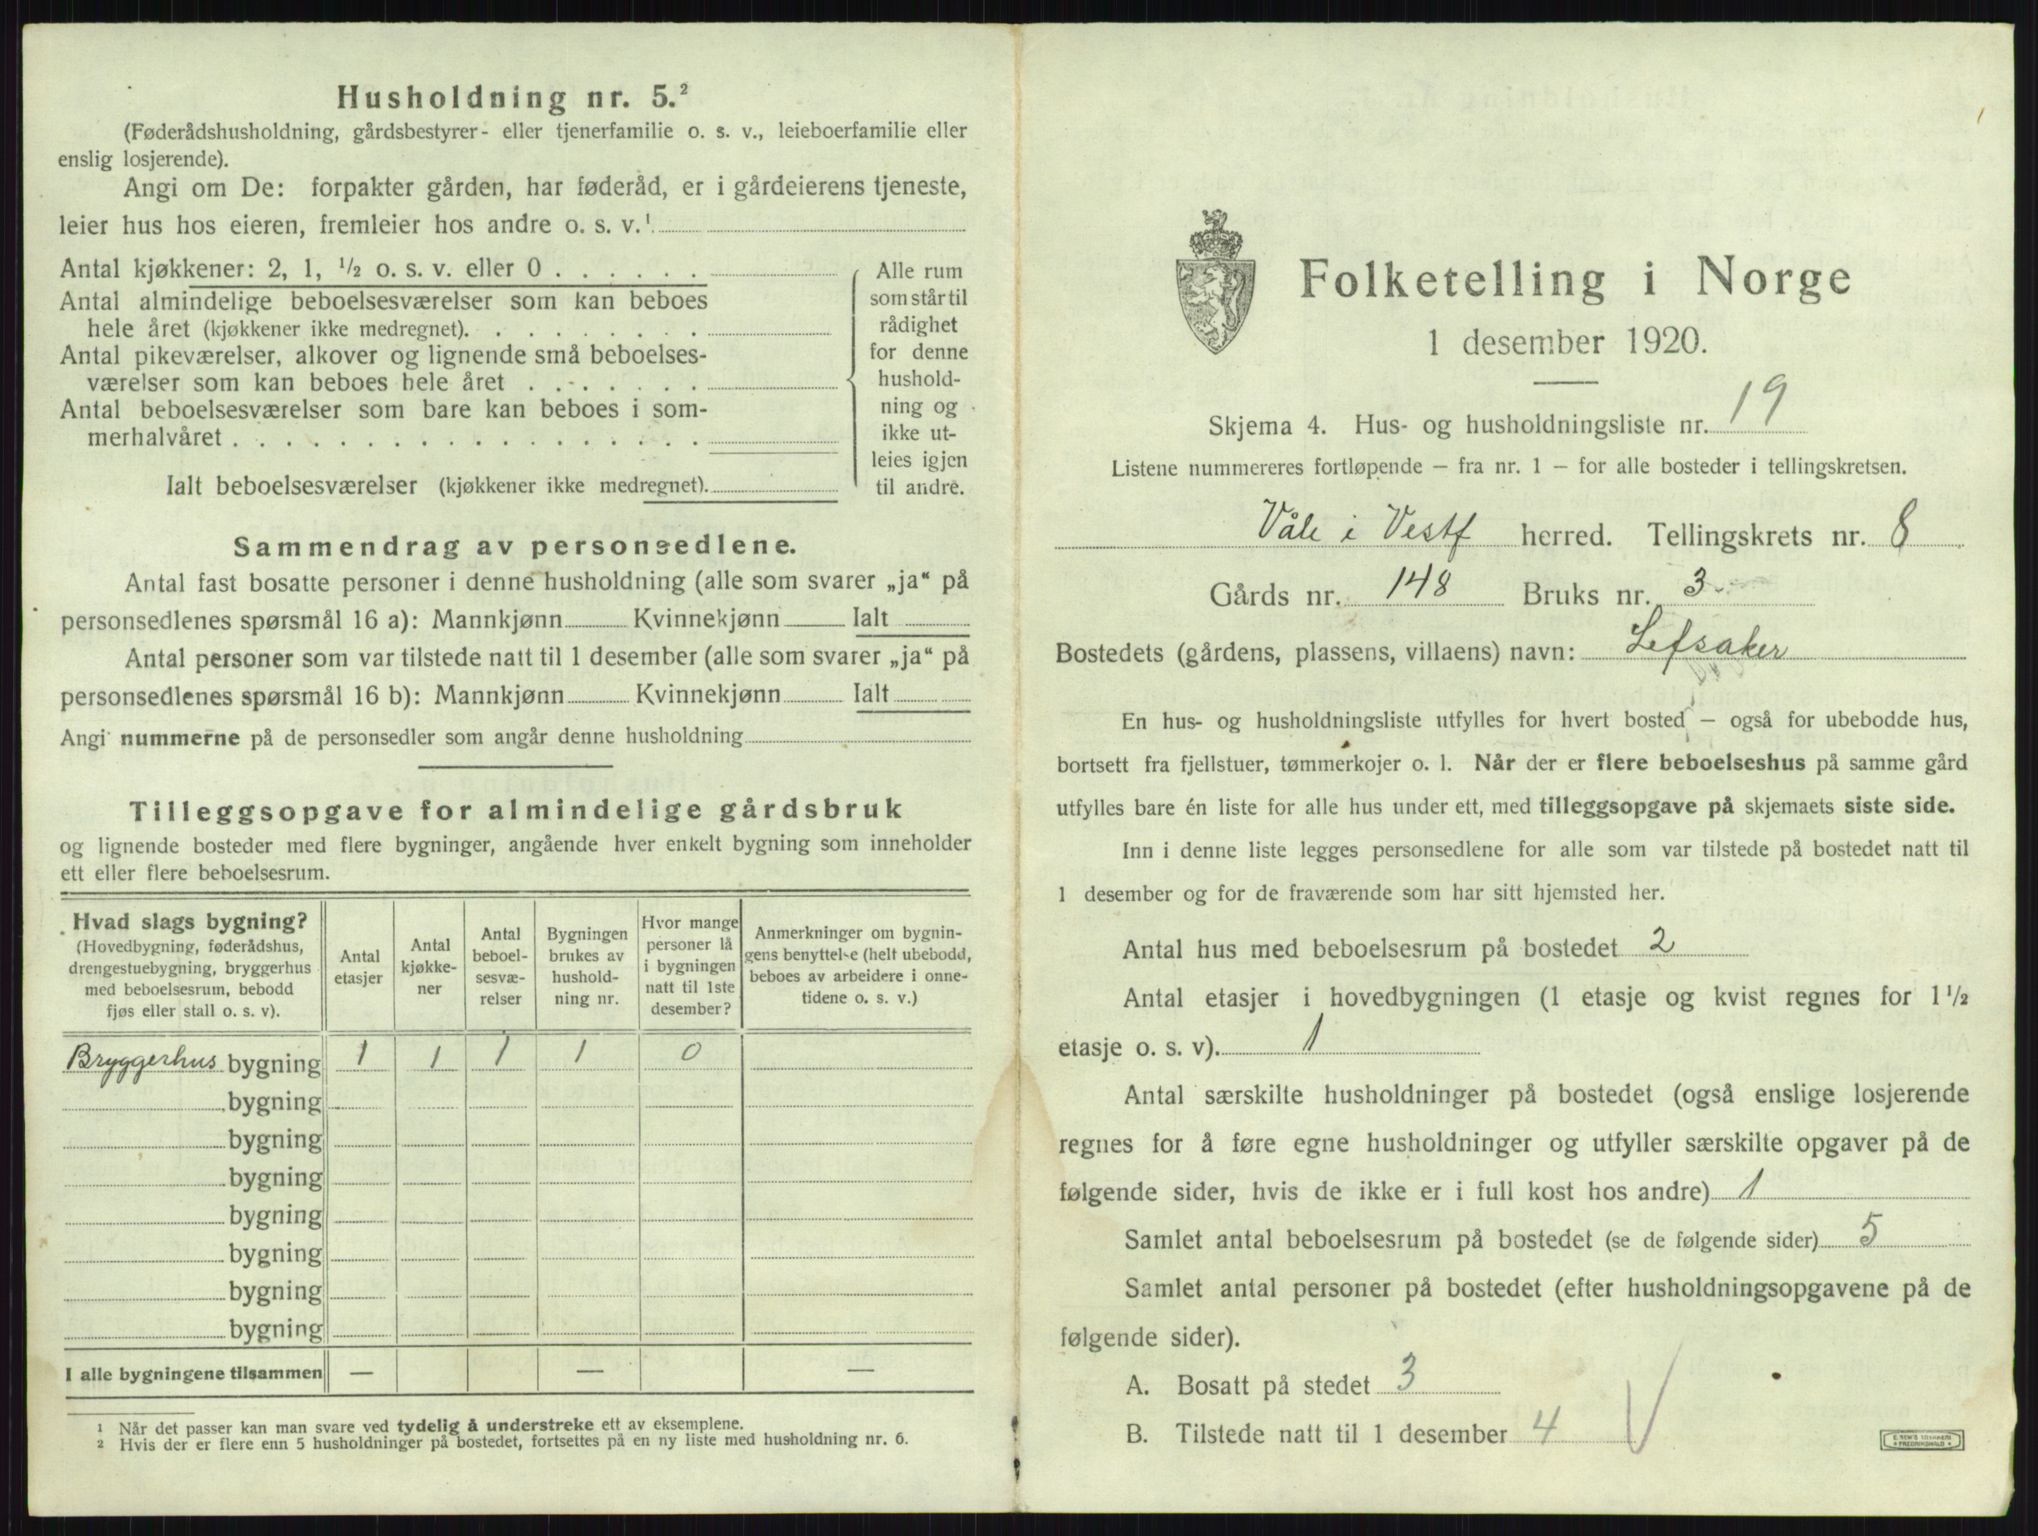 Husholdning nr. 5.²
(Føderådshusholdning, gårdsbestyrer- eller tjenerfamilie o. s. v., leieboerfamilie eller
enslig losjerende).
Angi om De: forpakter gården, har føderåd, er i gårdeierens tjeneste,
leier hus hos eieren, fremleier hos andre o. s. v.¹
Antal kjøkkener: 2, 1, ½ o. s. v. eller 0 . . . . . .
Antal almindelige beboelsesværelser som kan beboes
hele året (kjøkkener ikke medregnet). . . . . . . . .
Antal pikeværelser, alkover og lignende små beboelses-
værelser som kan beboes hele året . . . . . . .
Antal beboelsesværelser som bare kan beboes i som-
merhalvåret . . . . . . . . . . . . . . . . . .
Ialt beboelsesværelser (kjøkkener ikke medregnet).
Alle rum
som står til
rådighet
for denne
hushold-
ning og
ikke ut-
leies igjen
til andre.
Sammendrag av personsedlene.
Antal fast bosatte personer i denne husholdning (alle som svarer „ja“ på
personsedlenes spørsmål 16 a): Mannkjønn Kvinnekjønn Ialt
Antal personer som var tilstede natt til 1 desember (alle som svarer „ja“ på
personsedlenes spørsmål 16 b): Mannkjønn Kvinnekjønn Ialt
Angi nummerne på de personsedler som angår denne husholdning
Tilleggsopgave for almindelige gårdsbruk
og lignende bosteder med flere bygninger, angående hver enkelt bygning som inneholder
ett eller flere beboelsesrum.
Hvad slags bygning?
(Hovedbygning, føderådshus,
drengestuebygning, bryggerhus
med beboelsesrum, bebodd
fjøs eller stall o. s. v).
Antal
etasjer
Antal
kjøkke-
ner
Antal
beboel-
sesvæ-
relser
Bygningen
brukes av
hushold-
ning nr.
Hvor mange
personer lå
i bygningen
natt til 1ste
desember?
Anmerkninger om bygnin-
gens benyttelse (helt ubebodd,
beboes av arbeidere i onne-
tidene o. s. v.)
Bryggerhus bygning 1 1 1 1 0
bygning
bygning
bygning
bygning
bygning
bygning
bygning
I alle bygningene tilsammen — — —
¹ Når det passer kan man svare ved tydelig å understreke ett av eksemplene.
² Hvis der er flere enn 5 husholdninger på bostedet, fortsettes på en ny liste med husholdning nr. 6.
Folketelling i Norge
1 desember 1920.
Skjema 4. Hus- og husholdningsliste nr. 19
Listene nummereres fortløpende – fra nr. 1 – for alle bosteder i tellingskretsen.
Våle i Vestf herred. Tellingskrets nr. 8
Gårds nr. 148 Bruks nr. 3
Bostedets (gårdens, plassens, villaens) navn: Lefsaker
En hus- og husholdningsliste utfylles for hvert bosted – også for ubebodde hus,
bortsett fra fjellstuer, tømmerkojer o. l. Når der er flere beboelseshus på samme gård
utfylles bare én liste for alle hus under ett, med tilleggsopgave på skjemaets siste side.
Inn i denne liste legges personsedlene for alle som var tilstede på bostedet natt til
1 desember og for de fraværende som har sitt hjemsted her.
Antal hus med beboelsesrum på bostedet 2
Antal etasjer i hovedbygningen (1 etasje og kvist regnes for 1½
etasje o. s. v). 1
Antal særskilte husholdninger på bostedet (også enslige losjerende
regnes for å føre egne husholdninger og utfyller særskilte opgaver på de
følgende sider, hvis de ikke er i full kost hos andre) 1
Samlet antal beboelsesrum på bostedet (se de følgende sider) 5
Samlet antal personer på bostedet (efter husholdningsopgavene på de
følgende sider).
A. Bosatt på stedet 3
B. Tilstede natt til 1 desember 4